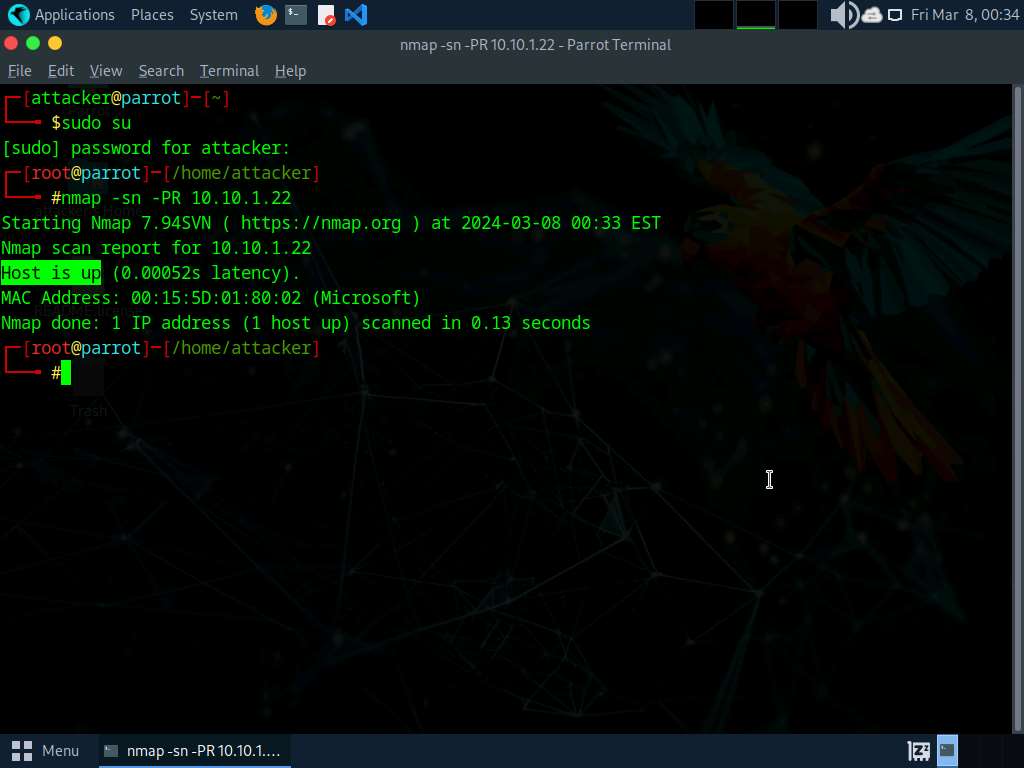 Applications Places System Fri Mar 8, 00:34
nmap -sn -PR 10.10.1.22 - Parrot Terminal
File Edit View Search Terminal Help
┌─[attacker@parrot]─[~]
└──╼ $sudo su
[sudo] password for attacker:
┌─[root@parrot]─[/home/attacker]
└──╼ #nmap -sn -PR 10.10.1.22
Starting Nmap 7.94SVN ( https://nmap.org ) at 2024-03-08 00:33 EST
Nmap scan report for 10.10.1.22
Host is up (0.00052s latency).
MAC Address: 00:15:5D:01:80:02 (Microsoft)
Nmap done: 1 IP address (1 host up) scanned in 0.13 seconds
┌─[root@parrot]─[/home/attacker]
└──╼ #
Trash
Menu nmap -sn -PR 10.10.1....